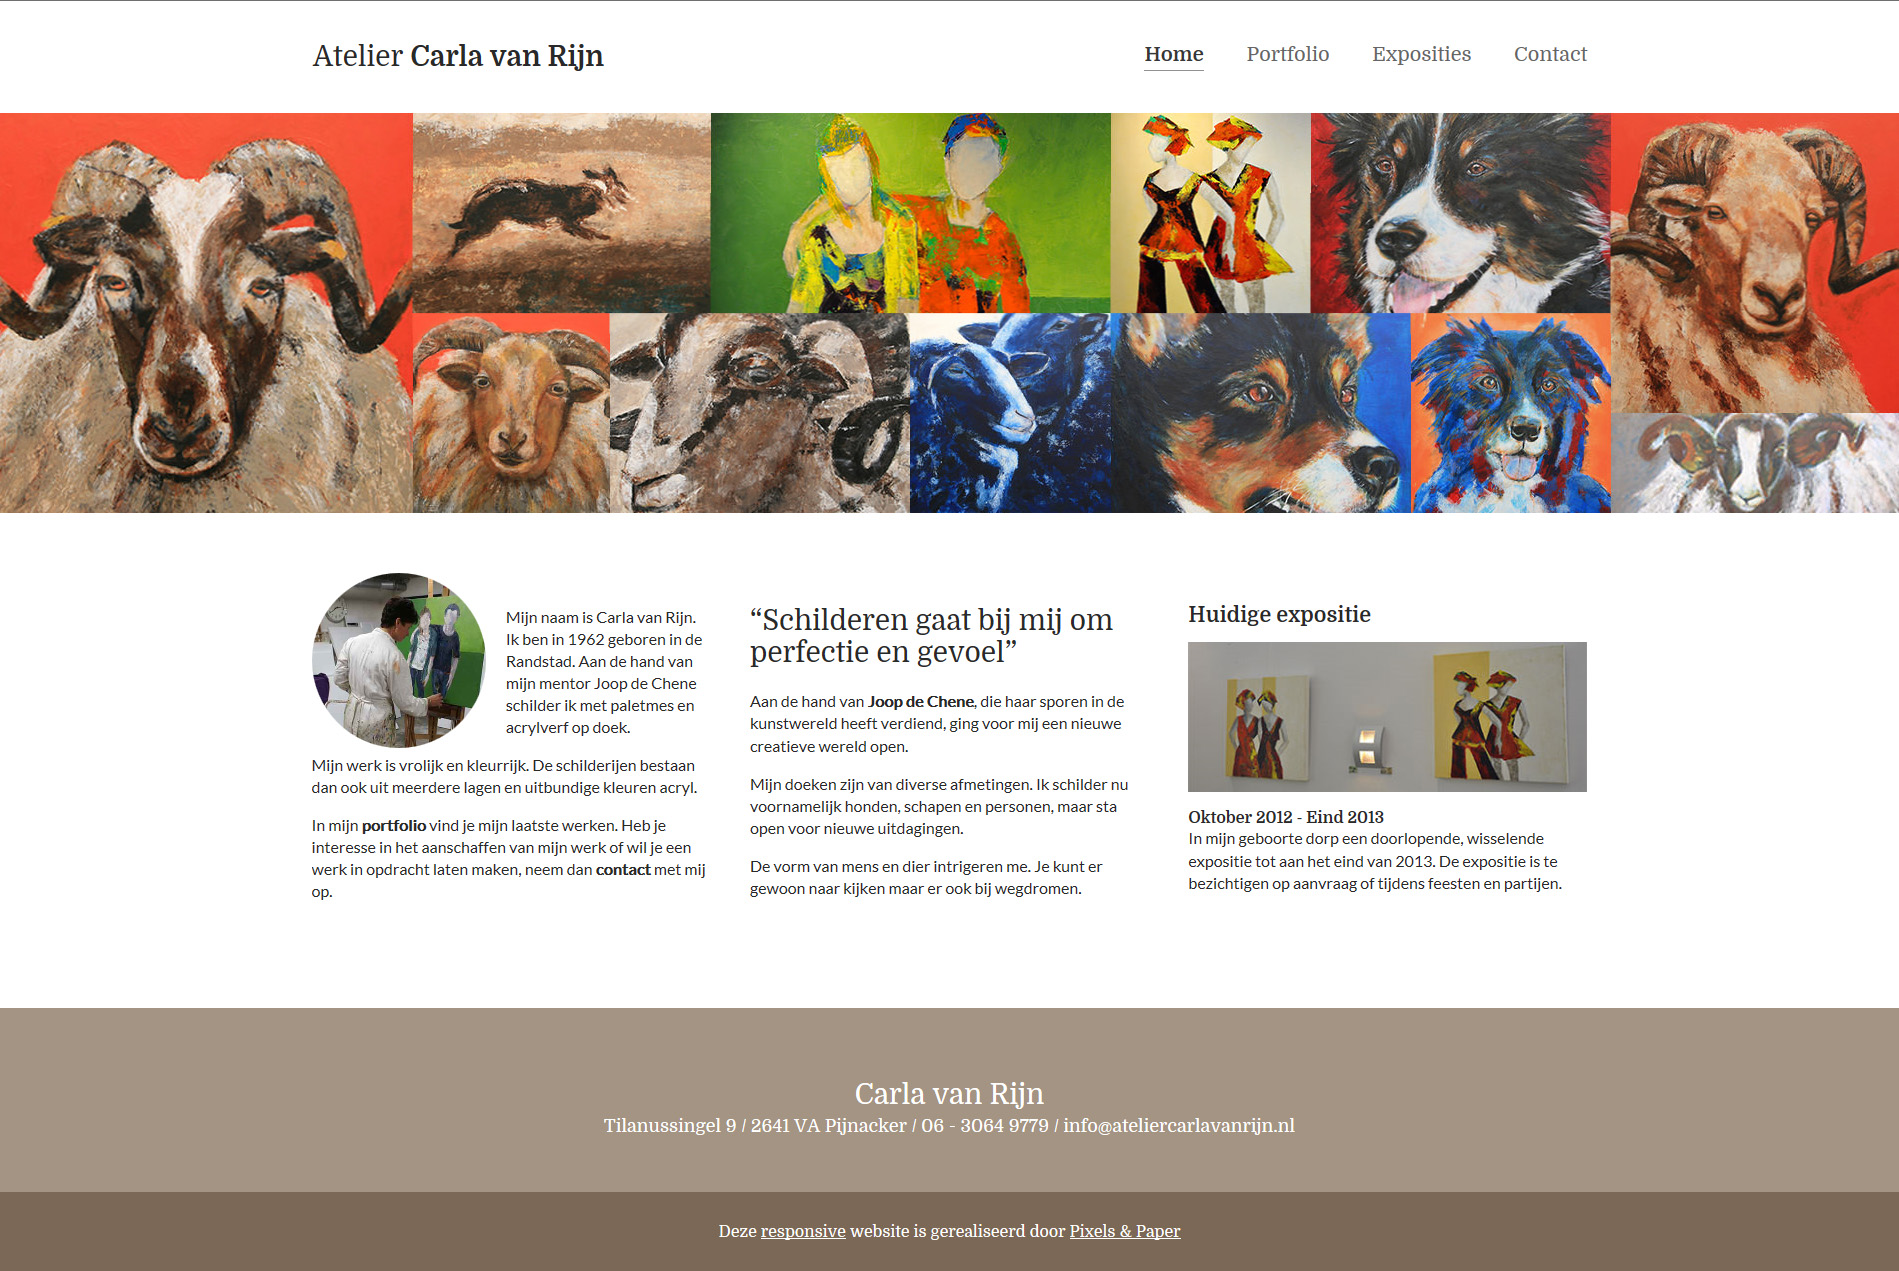 Atelier Carla van Rijn
Home Portfolio Exposities Contact
Mijn naam is Carla van Rijn.
Ik ben in 1962 geboren in de
Randstad. Aan de hand van
mijn mentor Joop de Chene
schilder ik met paletmes en
acrylverf op doek.
Mijn werk is vrolijk en kleurrijk. De schilderijen bestaan
dan ook uit meerdere lagen en uitbundige kleuren acryl.
In mijn portfolio vind je mijn laatste werken. Heb je
interesse in het aanschaffen van mijn werk of wil je een
werk in opdracht laten maken, neem dan contact met mij
op.
“Schilderen gaat bij mij om
perfectie en gevoel”
Aan de hand van Joop de Chene, die haar sporen in de
kunstwereld heeft verdiend, ging voor mij een nieuwe
creatieve wereld open.
Mijn doeken zijn van diverse afmetingen. Ik schilder nu
voornamelijk honden, schapen en personen, maar sta
open voor nieuwe uitdagingen.
De vorm van mens en dier intrigeren me. Je kunt er
gewoon naar kijken maar er ook bij wegdromen.
Huidige expositie
Oktober 2012 - Eind 2013
In mijn geboorte dorp een doorlopende, wisselende
expositie tot aan het eind van 2013. De expositie is te
bezichtigen op aanvraag of tijdens feesten en partijen.
Carla van Rijn
Tilanussingel 9 / 2641 VA Pijnacker / 06 - 3064 9779 / info@ateliercarlavanrijn.nl
Deze responsive website is gerealiseerd door Pixels & Paper